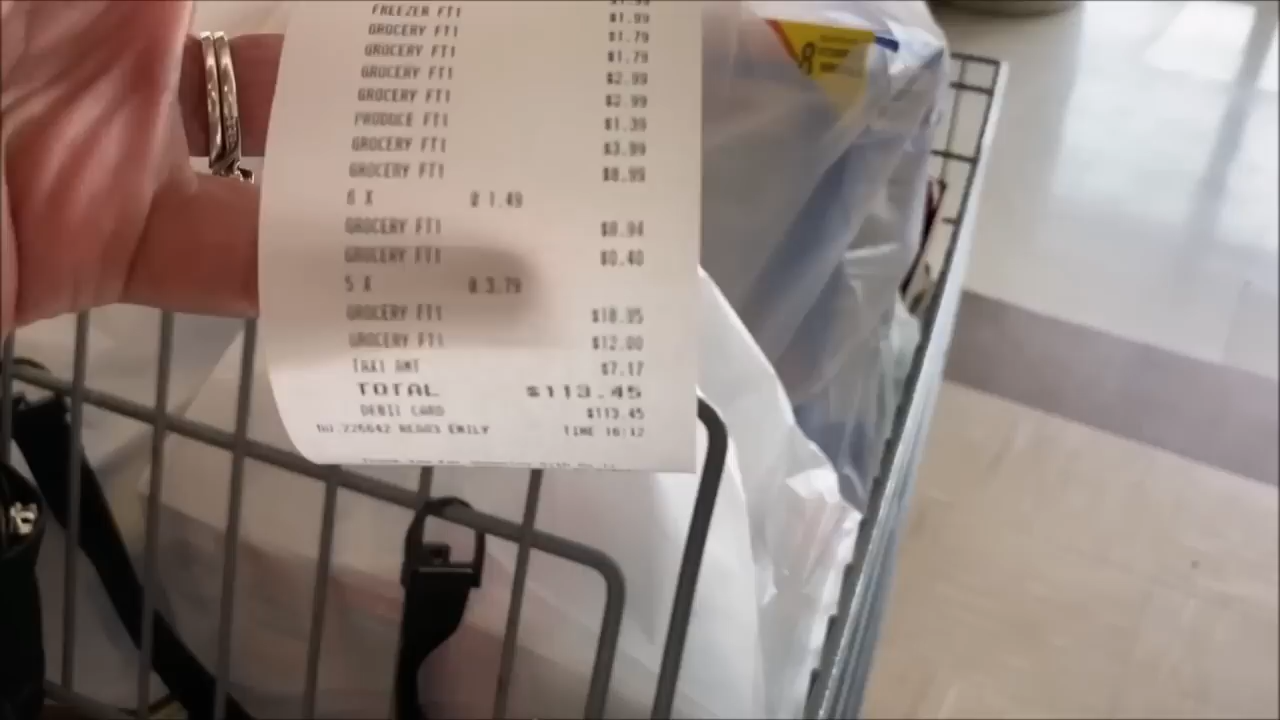 FREEZER FT1 $1.99
GROCERY FT1 $1.79
GROCERY FT1 $1.79
GROCERY FT1 $2.99
GROCERY FT1 $2.99
PRODUCE FT1 $1.39
GROCERY FT1 $3.99
GROCERY FT1 $8.99
6 X @ 1.49
GROCERY FT1 $8.94
GROCERY FT1 $0.40
5 X @ 3.79
GROCERY FT1 $18.95
GROCERY FT1 $12.00
TAX1 AMT $7.17
TOTAL $113.45
DEBIT CARD $113.45
EMILY TIME 16:12
8